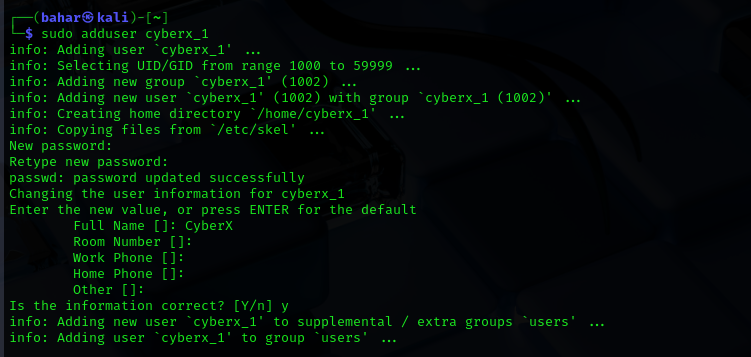 ┌──(bahar㉿kali)-[~]
└─$ sudo adduser cyberx_1
info: Adding user `cyberx_1' ...
info: Selecting UID/GID from range 1000 to 59999 ...
info: Adding new group `cyberx_1' (1002) ...
info: Adding new user `cyberx_1' (1002) with group `cyberx_1 (1002)' ...
info: Creating home directory `/home/cyberx_1' ...
info: Copying files from `/etc/skel' ...
New password:
Retype new password:
passwd: password updated successfully
Changing the user information for cyberx_1
Enter the new value, or press ENTER for the default
        Full Name []: CyberX
        Room Number []:
        Work Phone []:
        Home Phone []:
        Other []:
Is the information correct? [Y/n] y
info: Adding new user `cyberx_1' to supplemental / extra groups `users' ...
info: Adding user `cyberx_1' to group `users' ...